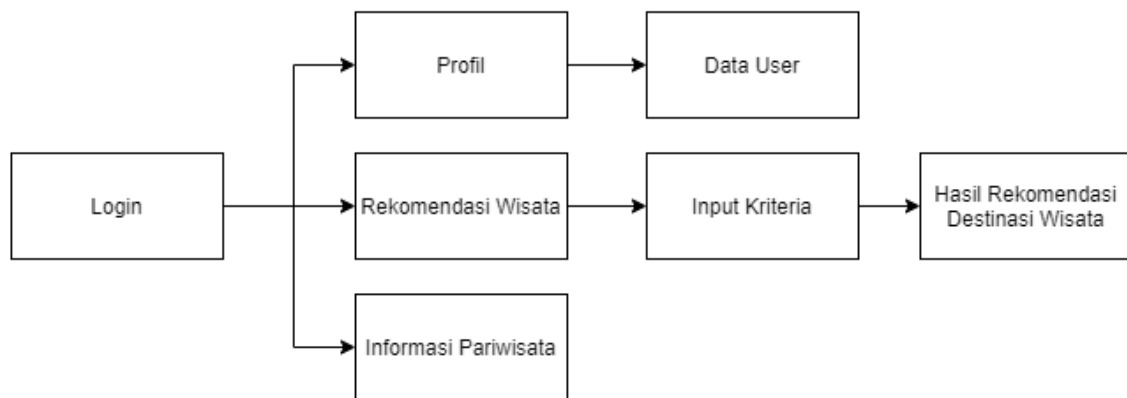 Profil
Data User
Login
Rekomendasi Wisata
Input Kriteria
Hasil Rekomendasi
Destinasi Wisata
Informasi Pariwisata